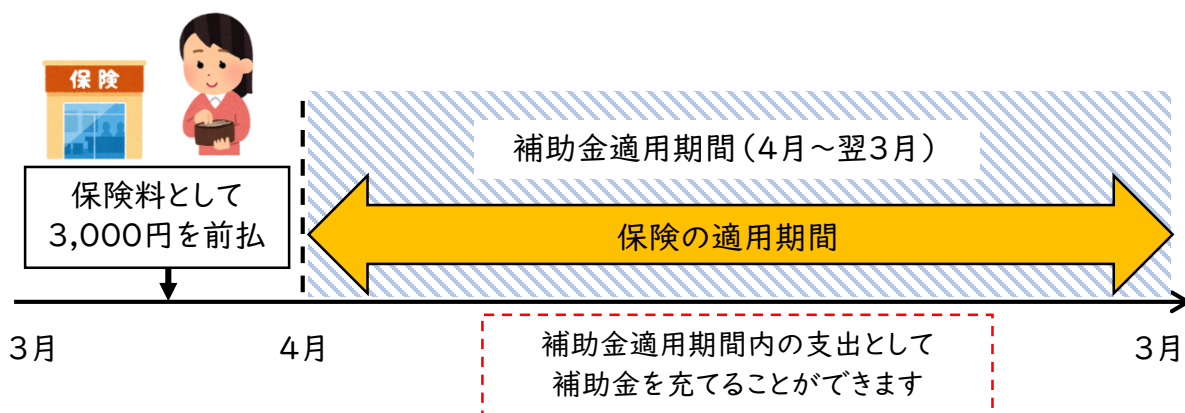 保険
補助金適用期間(4月~翌3月)
保険料として
3,000円を前払
保険の適用期間
3月
4月
3月
補助金適用期間内の支出として
補助金を充てることができます